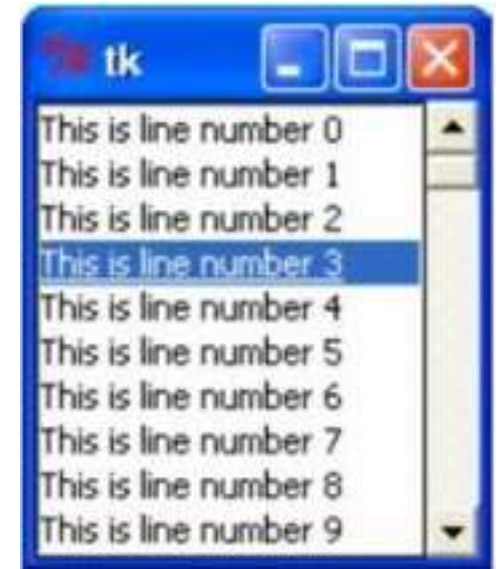 tk
This is line number 0
This is line number 1
This is line number 2
This is line number 3
This is line number 4
This is line number 5
This is line number 6
This is line number 7
This is line number 8
This is line number 9